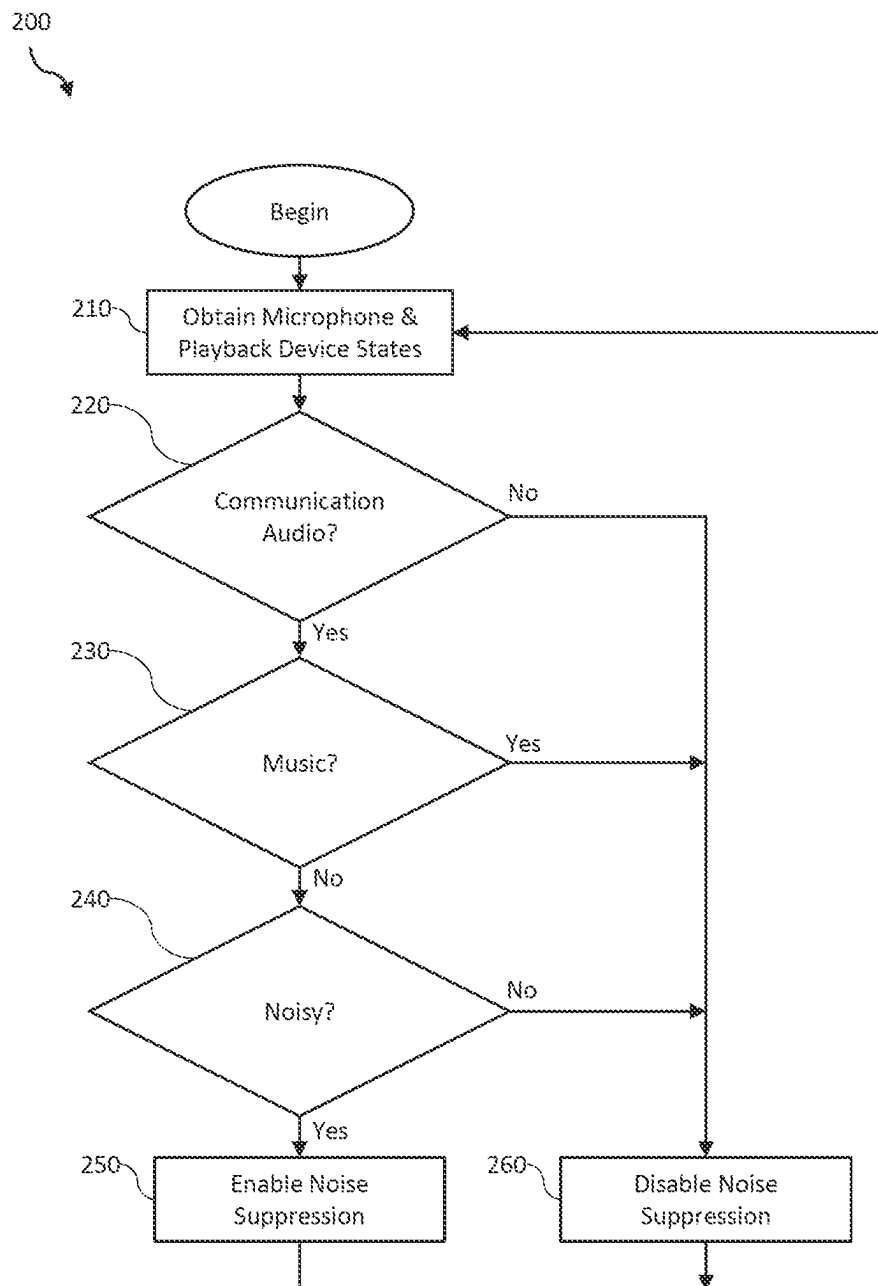 200
Begin
210
Obtain Microphone &
Playback Device States
220
Communication
Audio?
No
Yes
230
Music?
Yes
No
240
Noisy?
No
Yes
250
Enable Noise
Suppression
260
Disable Noise
Suppression